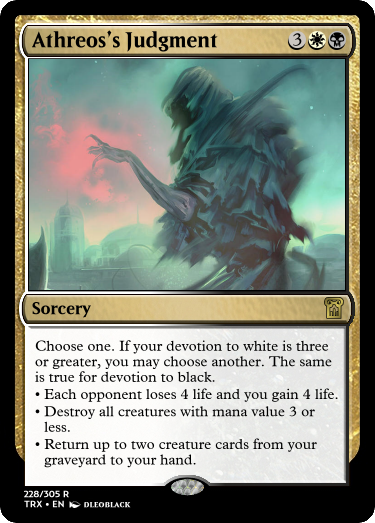 Athreos's Judgment 3
Sorcery
Choose one. If your devotion to white is three
or greater, you may choose another. The same
is true for devotion to black.
• Each opponent loses 4 life and you gain 4 life.
• Destroy all creatures with mana value 3 or
less.
• Return up to two creature cards from your
graveyard to your hand.
228/305 R
TRX • EN DLEOBLACK